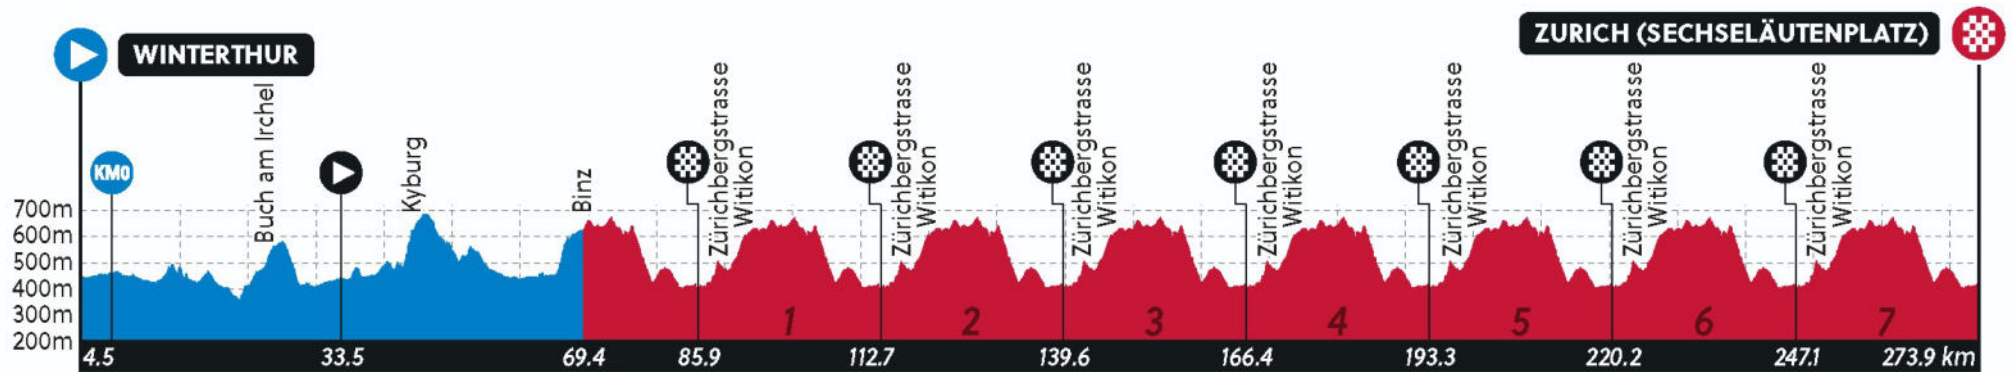 WINTERTHUR
ZURICH (SECHSELÄUTENPLATZ)
KM0
Buch am Irchel
Kyburg
Binz
Zürichbergstrasse
Witikon
Zürichbergstrasse
Witikon
Zürichbergstrasse
Witikon
Zürichbergstrasse
Witikon
Zürichbergstrasse
Witikon
Zürichbergstrasse
Witikon
Zürichbergstrasse
Witikon
700m
600m
500m
400m
300m
200m
1 2 3 4 5 6 7
4.5 33.5 69.4 85.9 112.7 139.6 166.4 193.3 220.2 247.1 273.9 km